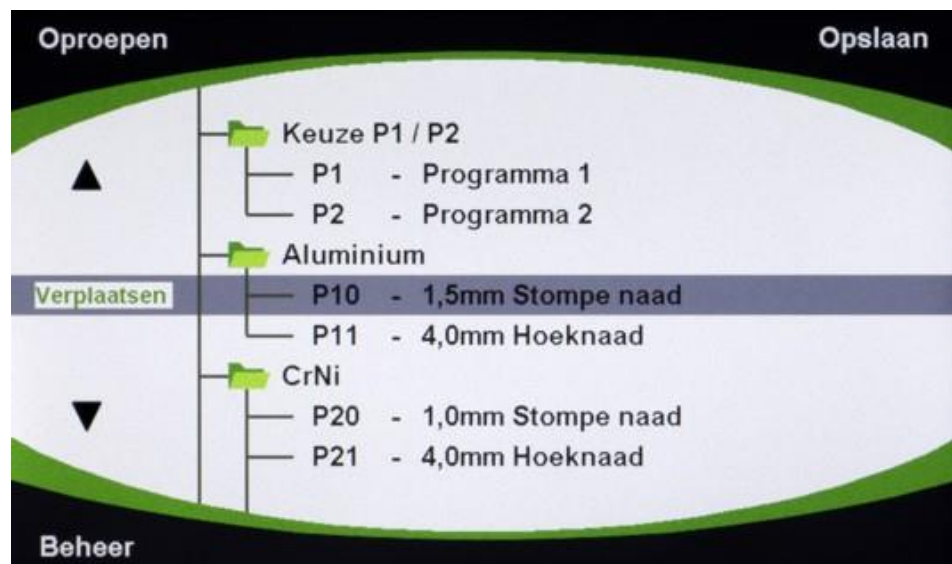 Oproepen Opslaan
Keuze P1 / P2
P1 - Programma 1
P2 - Programma 2
Aluminium
Verplaatsen P10 - 1,5mm Stompe naad
P11 - 4,0mm Hoeknaad
CrNi
P20 - 1,0mm Stompe naad
P21 - 4,0mm Hoeknaad
Beheer